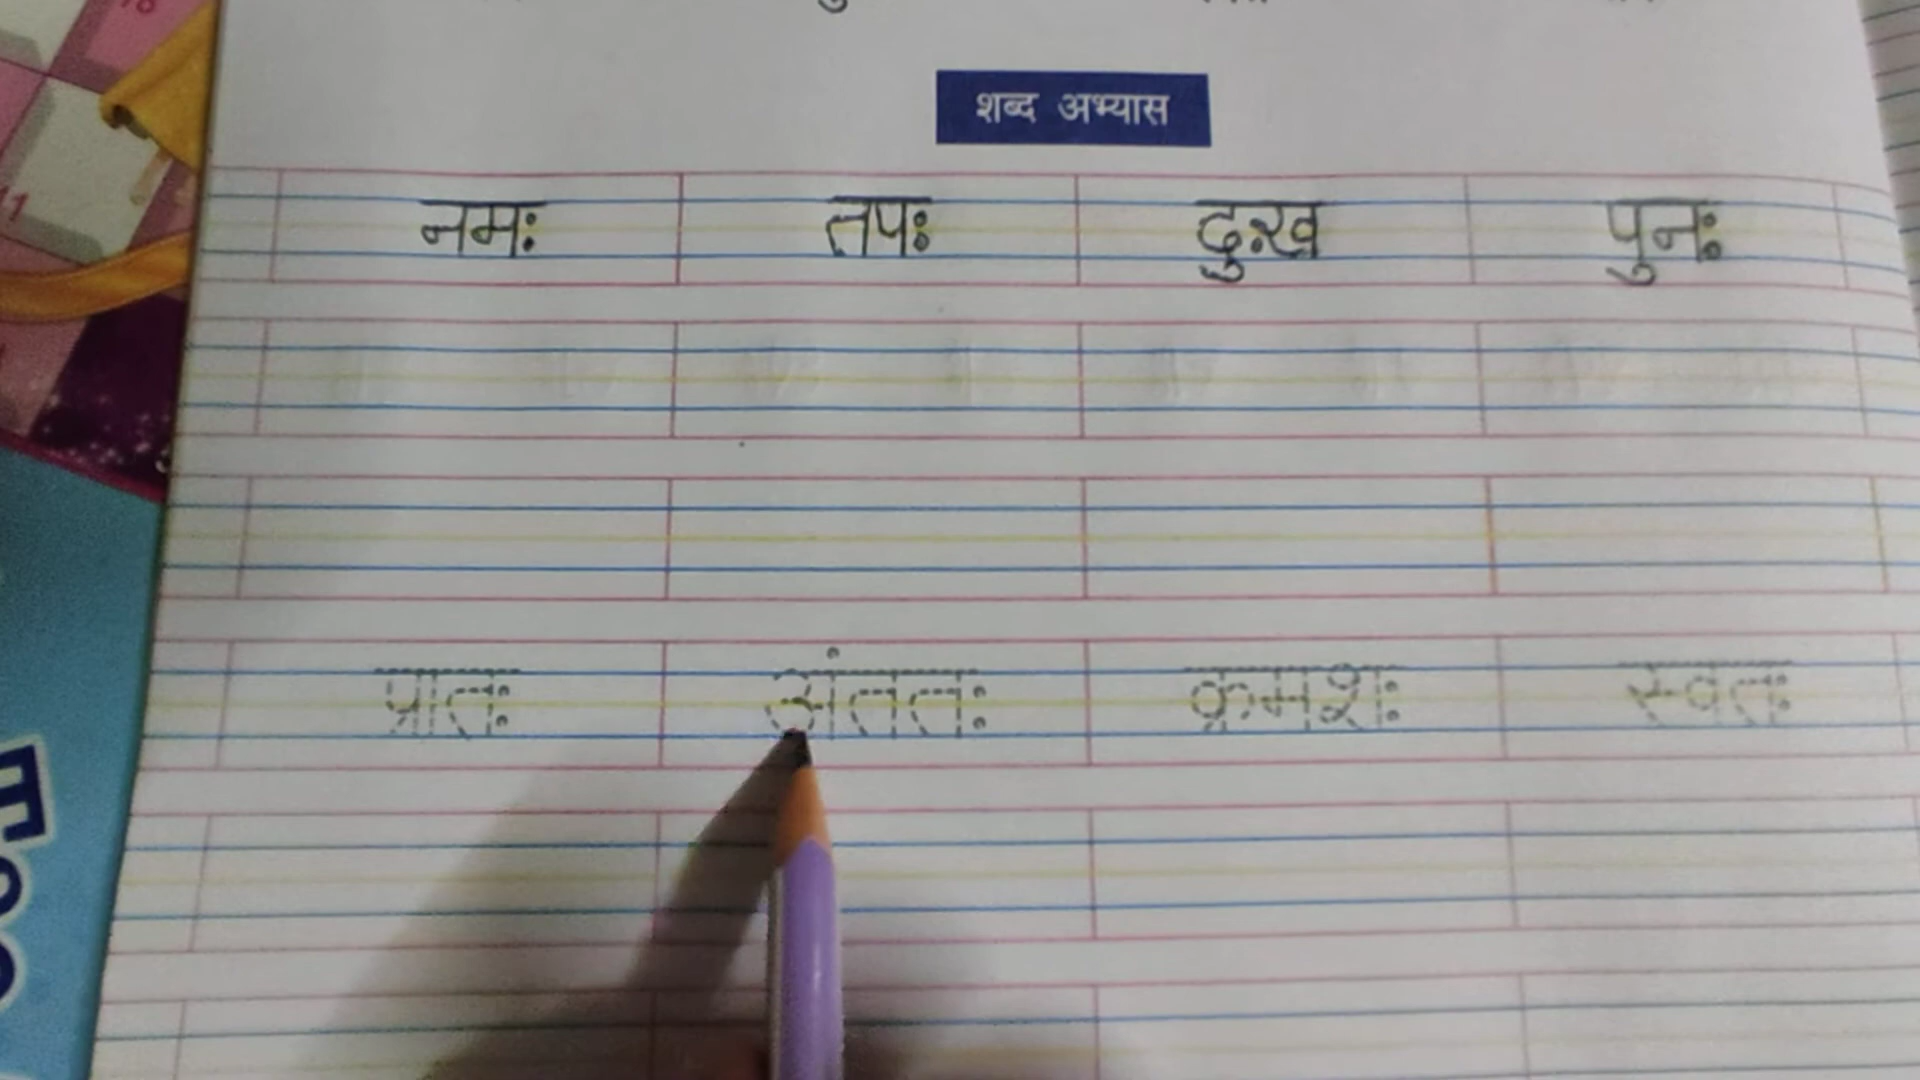 शब्द अभ्यास
नमः तपः दुःख पुनः
प्रातः अंततः क्रमशः स्वतः